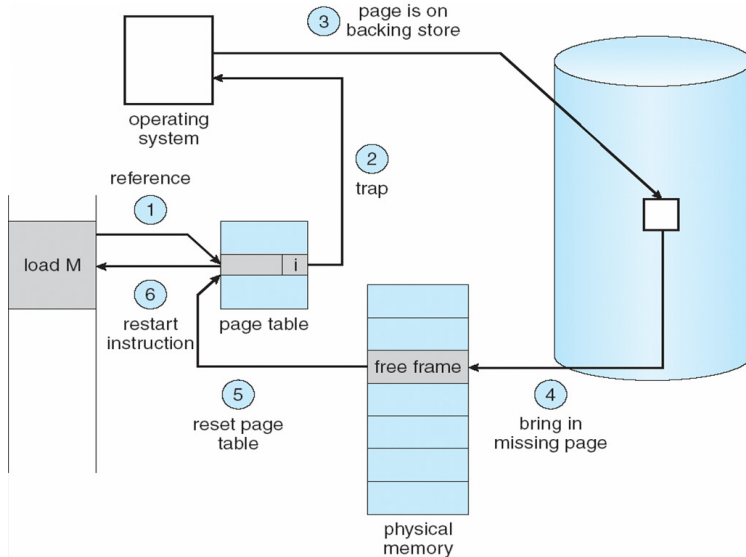 3
page is on
backing store
operating
system
2
trap
reference
1
load M
i
6
restart
instruction
page table
free frame
5
reset page
table
4
bring in
missing page
physical
memory